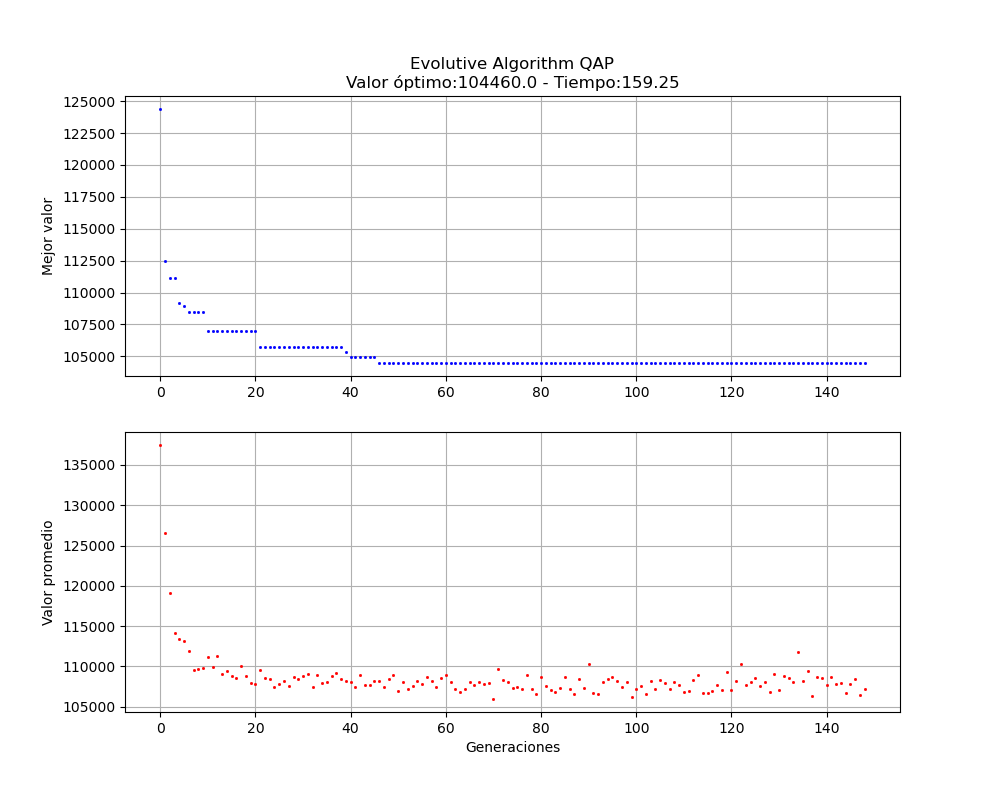 Evolutive Algorithm QAP
Valor óptimo:104460.0 - Tiempo:159.25
125000
122500
120000
117500
115000
112500
110000
107500
105000
Mejor valor
0 20 40 60 80 100 120 140
135000
130000
125000
120000
115000
110000
105000
Valor promedio
0 20 40 60 80 100 120 140
Generaciones